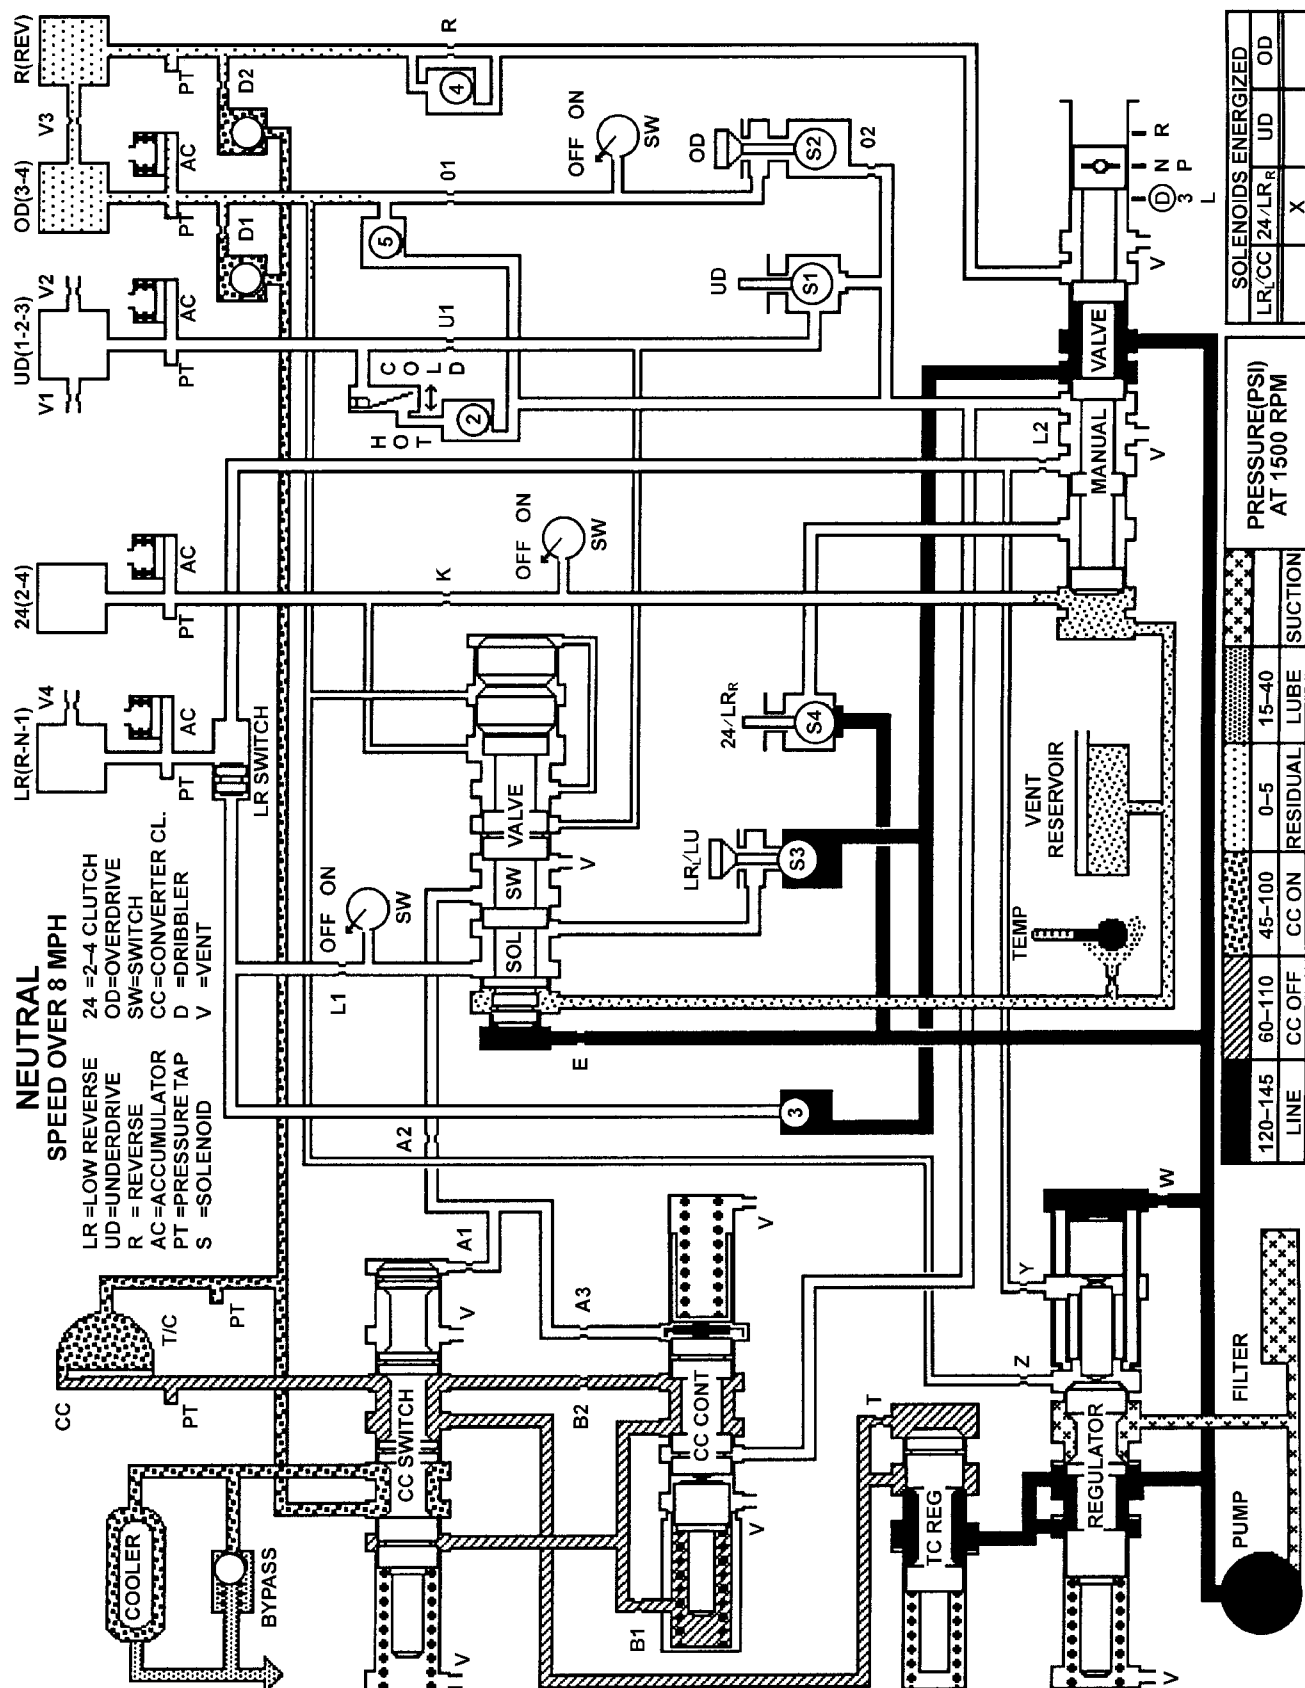 NEUTRAL
SPEED OVER 8 MPH
LR =LOW REVERSE
UD=UNDERDRIVE
R = REVERSE
AC=ACCUMULATOR
PT =PRESSURE TAP
S =SOLENOID
24 =2–4 CLUTCH
OD=OVERDRIVE
SW=SWITCH
CC=CONVERTER CL.
D =DRIBBLER
V =VENT
LR(R-N-1)
V4
24(2-4)
V1
UD(1-2-3)
V2
OD(3-4)
V3
R(REV)
PT
AC
PT
AC
PT
AC
PT
AC
PT
LR SWITCH
D1
D2
CC
T/C
PT
PT
COOLER
BYPASS
A1
A2
V
CC SWITCH
V
L1
OFF ON
SW
HOT
COLD
2
U1
5
O1
4
R
K
OFF ON
SW
OFF ON
SW
E
SOL SW VALVE
V
B1
B2
A3
CC CONT
V
V
3
LRL/LU
S3
24/LRR
S4
UD
S1
OD
S2
02
T
TC REG
Z
Y
W
REGULATOR
V
TEMP
VENT
RESERVOIR
L2
MANUAL VALVE
V
V
D N R
3 P
L
PUMP
FILTER
PRESSURE(PSI)
AT 1500 RPM
120–145 60–110 45–100 0–5 15–40
LINE CC OFF CC ON RESIDUAL LUBE SUCTION
SOLENOIDS ENERGIZED
LRL/CC 24/LRR UD OD
X